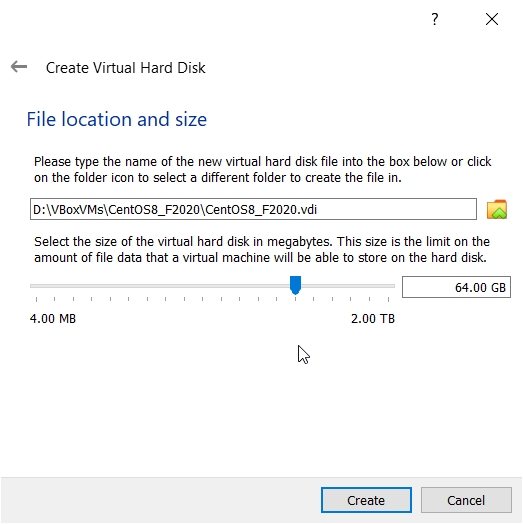 ?
Create Virtual Hard Disk
File location and size
Please type the name of the new virtual hard disk file into the box below or click
on the folder icon to select a different folder to create the file in.
D:\VBoxVMs\CentOS8_F2020\CentOS8_F2020.vdi
Select the size of the virtual hard disk in megabytes. This size is the limit on the
amount of file data that a virtual machine will be able to store on the hard disk.
64.00 GB
4.00 MB 2.00 TB
Create Cancel